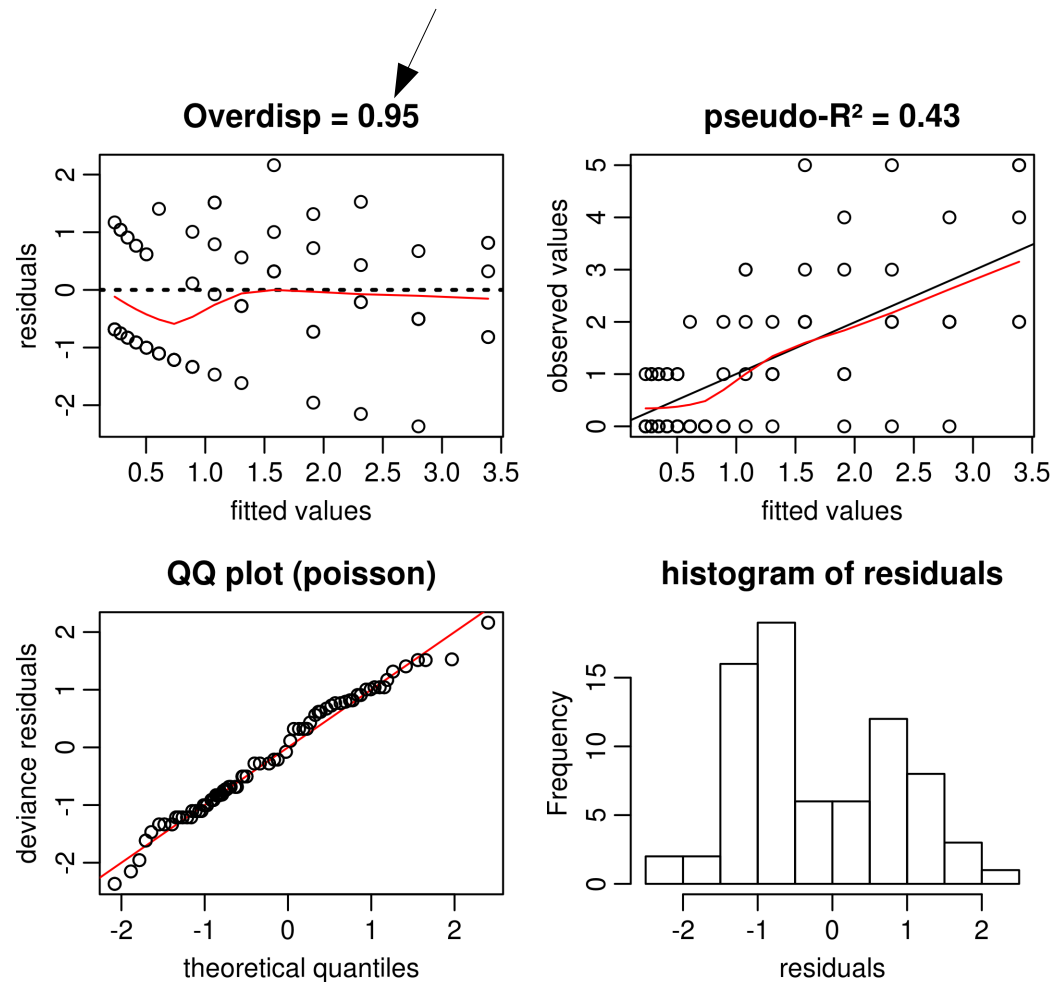 Overdisp = 0.95
residuals
2
1
0
-1
-2
0.5 1.0 1.5 2.0 2.5 3.0 3.5
fitted values
pseudo-R² = 0.43
observed values
5
4
3
2
1
0
0.5 1.0 1.5 2.0 2.5 3.0 3.5
fitted values
QQ plot (poisson)
deviance residuals
2
1
0
-1
-2
-2 -1 0 1 2
theoretical quantiles
histogram of residuals
Frequency
15
10
5
0
-2 -1 0 1 2
residuals